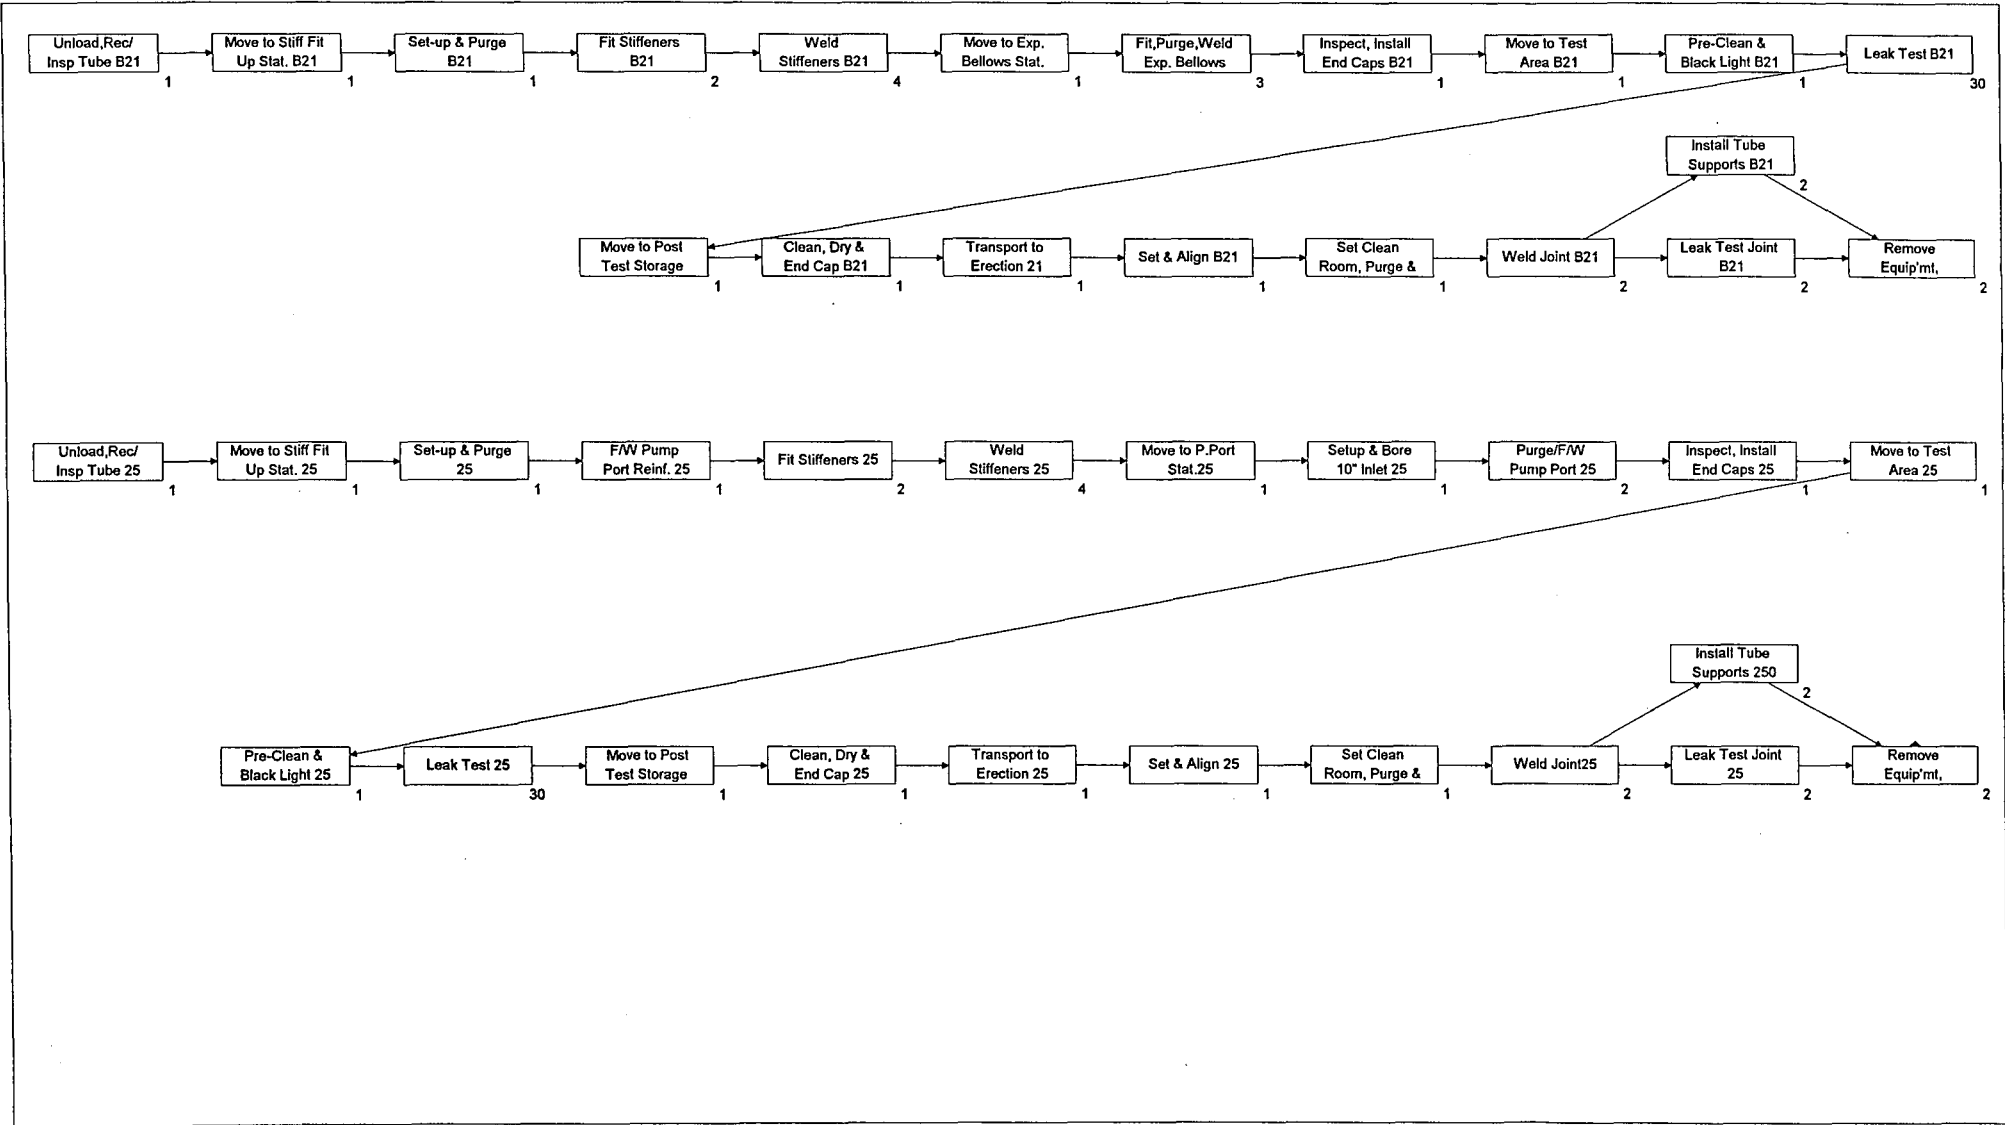 Unload,Rec/
Insp Tube B21
1
Move to Stiff Fit
Up Stat. B21
1
Set-up & Purge
B21
1
Fit Stiffeners
B21
2
Weld
Stiffeners B21
4
Move to Exp.
Bellows Stat.
1
Fit,Purge,Weld
Exp. Bellows
3
Inspect, Install
End Caps B21
1
Move to Test
Area B21
1
Pre-Clean &
Black Light B21
1
Leak Test B21
30
Install Tube
Supports B21
2
Move to Post
Test Storage
1
Clean, Dry &
End Cap B21
1
Transport to
Erection 21
1
Set & Align B21
1
Set Clean
Room, Purge &
1
Weld Joint B21
2
Leak Test Joint
B21
2
Remove
Equip'mt,
2
Unload,Rec/
Insp Tube 25
1
Move to Stiff Fit
Up Stat. 25
1
Set-up & Purge
25
1
F/W Pump
Port Reinf. 25
1
Fit Stiffeners 25
2
Weld
Stiffeners 25
4
Move to P.Port
Stat.25
1
Setup & Bore
10" Inlet 25
1
Purge/F/W
Pump Port 25
2
Inspect, Install
End Caps 25
1
Move to Test
Area 25
1
Install Tube
Supports 250
2
Pre-Clean &
Black Light 25
1
Leak Test 25
30
Move to Post
Test Storage
1
Clean, Dry &
End Cap 25
1
Transport to
Erection 25
1
Set & Align 25
1
Set Clean
Room, Purge &
1
Weld Joint25
2
Leak Test Joint
25
2
Remove
Equip'mt,
2